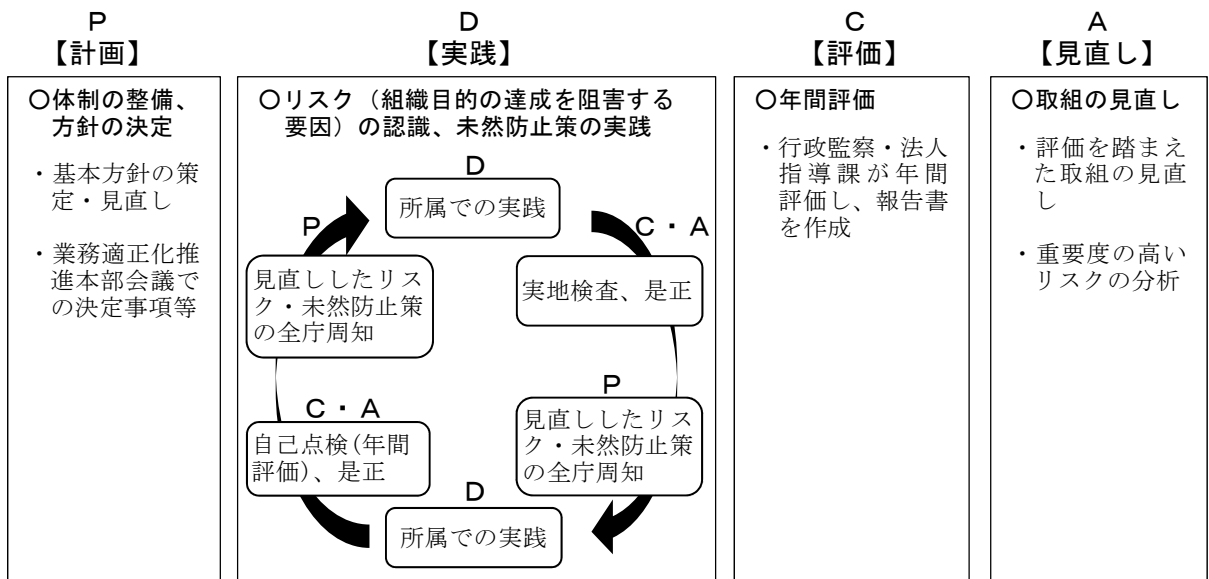 P
【計画】
〇体制の整備、
方針の決定
・基本方針の策
定・見直し
・業務適正化推
進本部会議で
の決定事項等
D
【実践】
〇リスク（組織目的の達成を阻害する
要因）の認識、未然防止策の実践
D
所属での実践
C・A
実地検査、是正
P
見直ししたリス
ク・未然防止策
の全庁周知
D
所属での実践
C・A
自己点検(年間
評価)、是正
P
見直ししたリス
ク・未然防止策
の全庁周知
C
【評価】
〇年間評価
・行政監察・法人
指導課が年間
評価し、報告書
を作成
A
【見直し】
〇取組の見直し
・評価を踏まえ
た取組の見直
し
・重要度の高い
リスクの分析